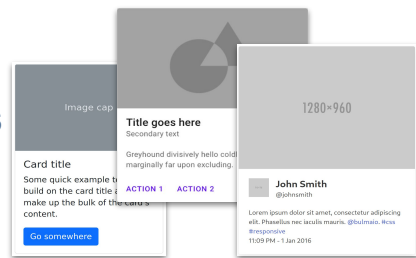 Image cap
Card title
Some quick example
build on the card title
make up the bulk of the card's
content.
Go somewhere
Title goes here
Secondary text
Greyhound divisively hello
marginally far upon excluding.
ACTION 1 ACTION 2
1280×960
John Smith
@johnsmith
Lorem ipsum dolor sit amet, consectetur adipiscing
elit. Phasellus nec iaculis mauris. @bulmaio. #css
#responsive
11:09 PM - 1 Jan 2016